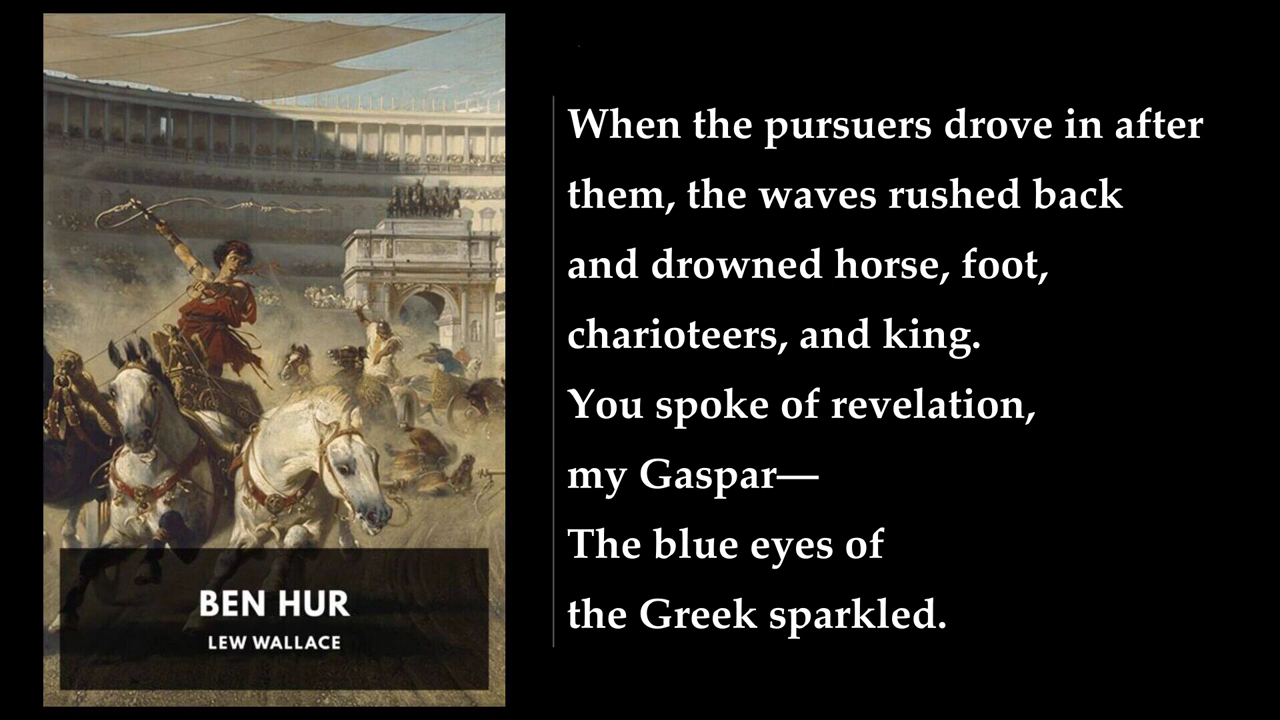 BEN HUR
LEW WALLACE
When the pursuers drove in after
them, the waves rushed back
and drowned horse, foot,
charioteers, and king.
You spoke of revelation,
my Gaspar—
The blue eyes of
the Greek sparkled.